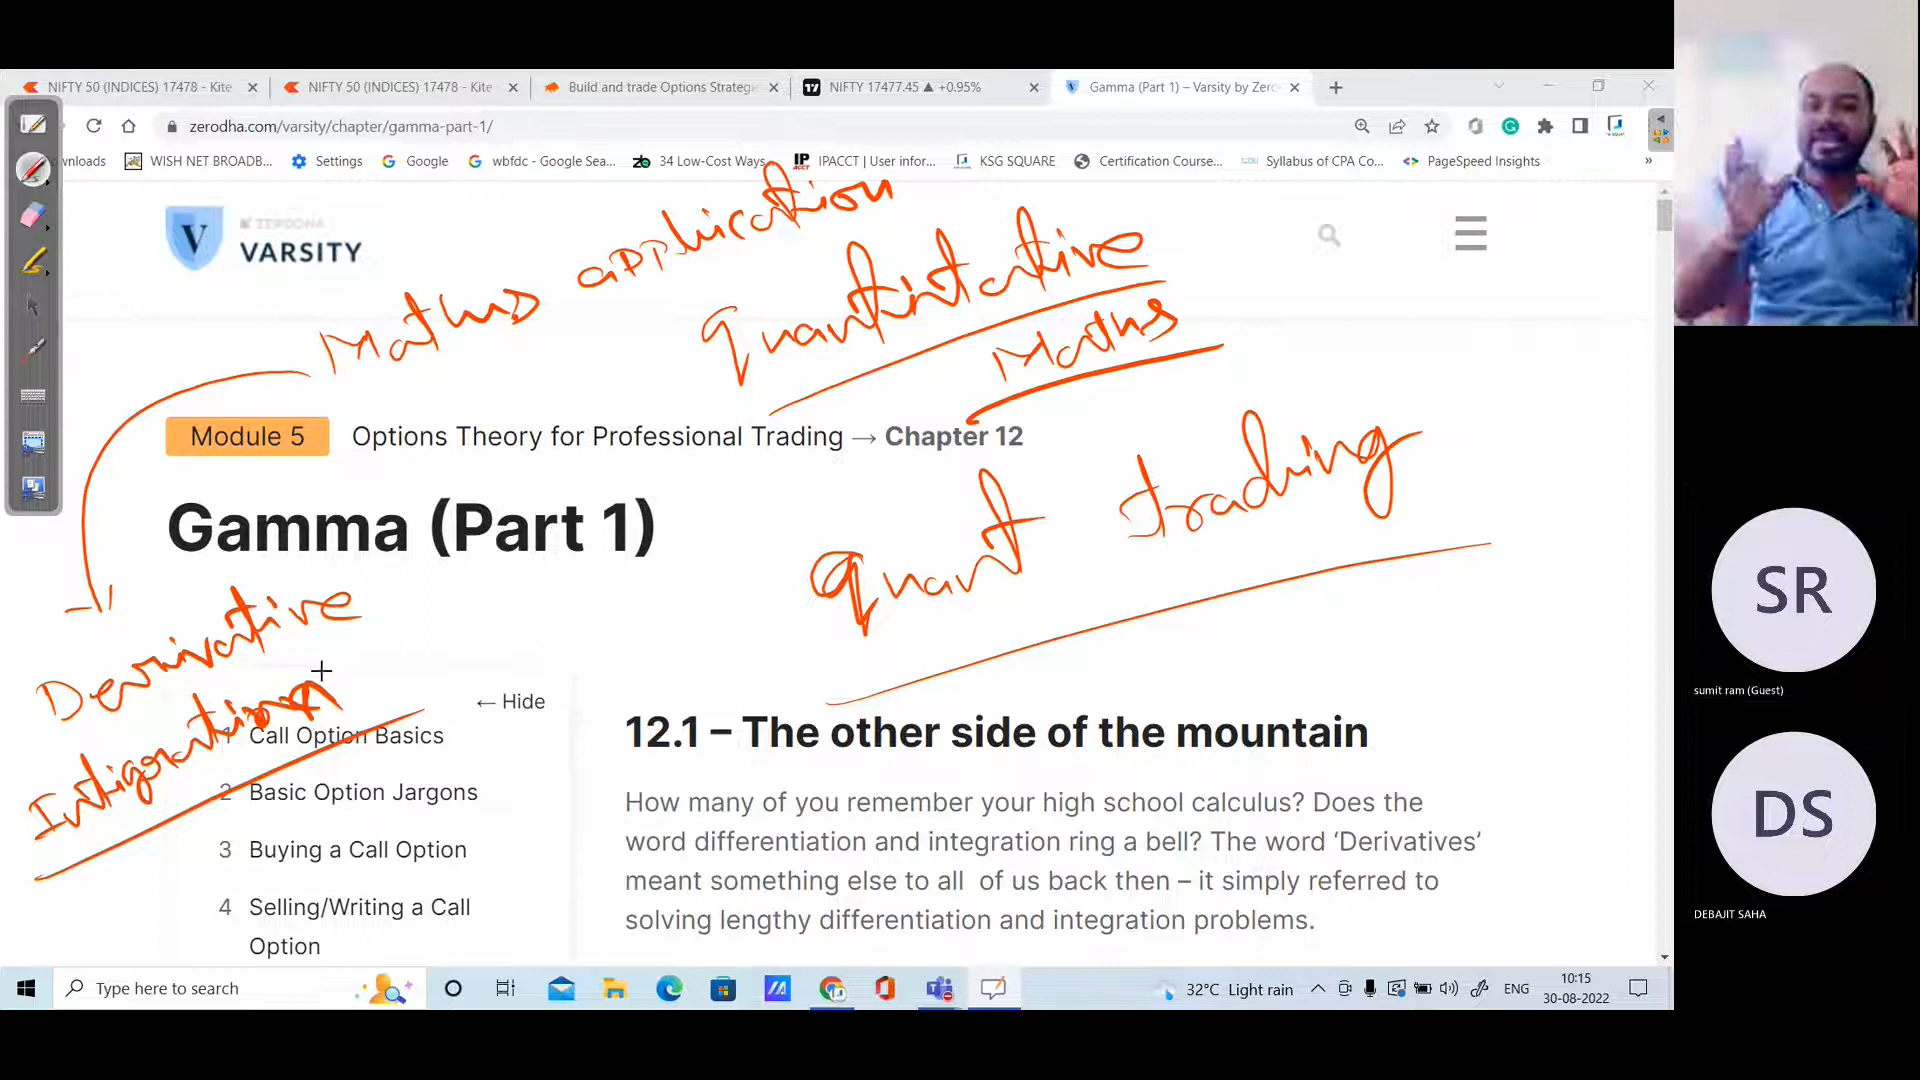 NIFTY 50 (INDICES) 17478 - Kite
NIFTY 50 (INDICES) 17478 - Kite
Build and trade Options Strategi
NIFTY 17477.45 ▲ +0.95%
Gamma (Part 1) – Varsity by Zero
zerodha.com/varsity/chapter/gamma-part-1/
wnloads
WISH NET BROADB...
Settings
Google
wbfdc - Google Sea...
34 Low-Cost Ways...
IPACCT | User infor...
KSG SQUARE
Certification Course...
Syllabus of CPA Co...
PageSpeed Insights
»
ZERODHA
VARSITY
Maths application
quantitative
Maths
Module 5 Options Theory for Professional Trading → Chapter 12
Gamma (Part 1)
quant trading
Derivative
Intigoration
← Hide
1 Call Option Basics
2 Basic Option Jargons
3 Buying a Call Option
4 Selling/Writing a Call
Option
12.1 – The other side of the mountain
How many of you remember your high school calculus? Does the
word differentiation and integration ring a bell? The word ‘Derivatives’
meant something else to all of us back then – it simply referred to
solving lengthy differentiation and integration problems.
SR
sumit ram (Guest)
DS
DEBAJIT SAHA
Type here to search
32°C Light rain
ENG
10:15
30-08-2022